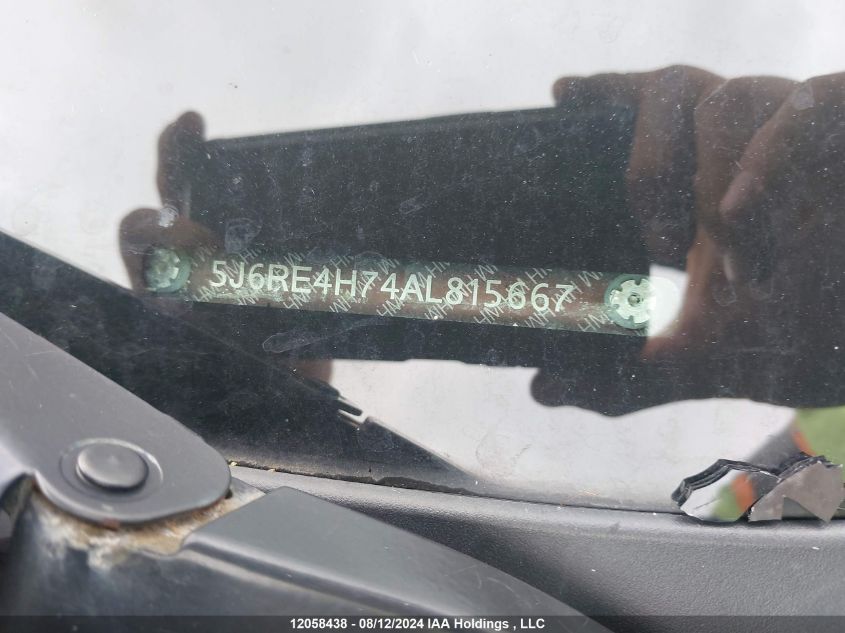 5J6RE4H74AL815667
12058438 - 08/12/2024 IAA Holdings , LLC